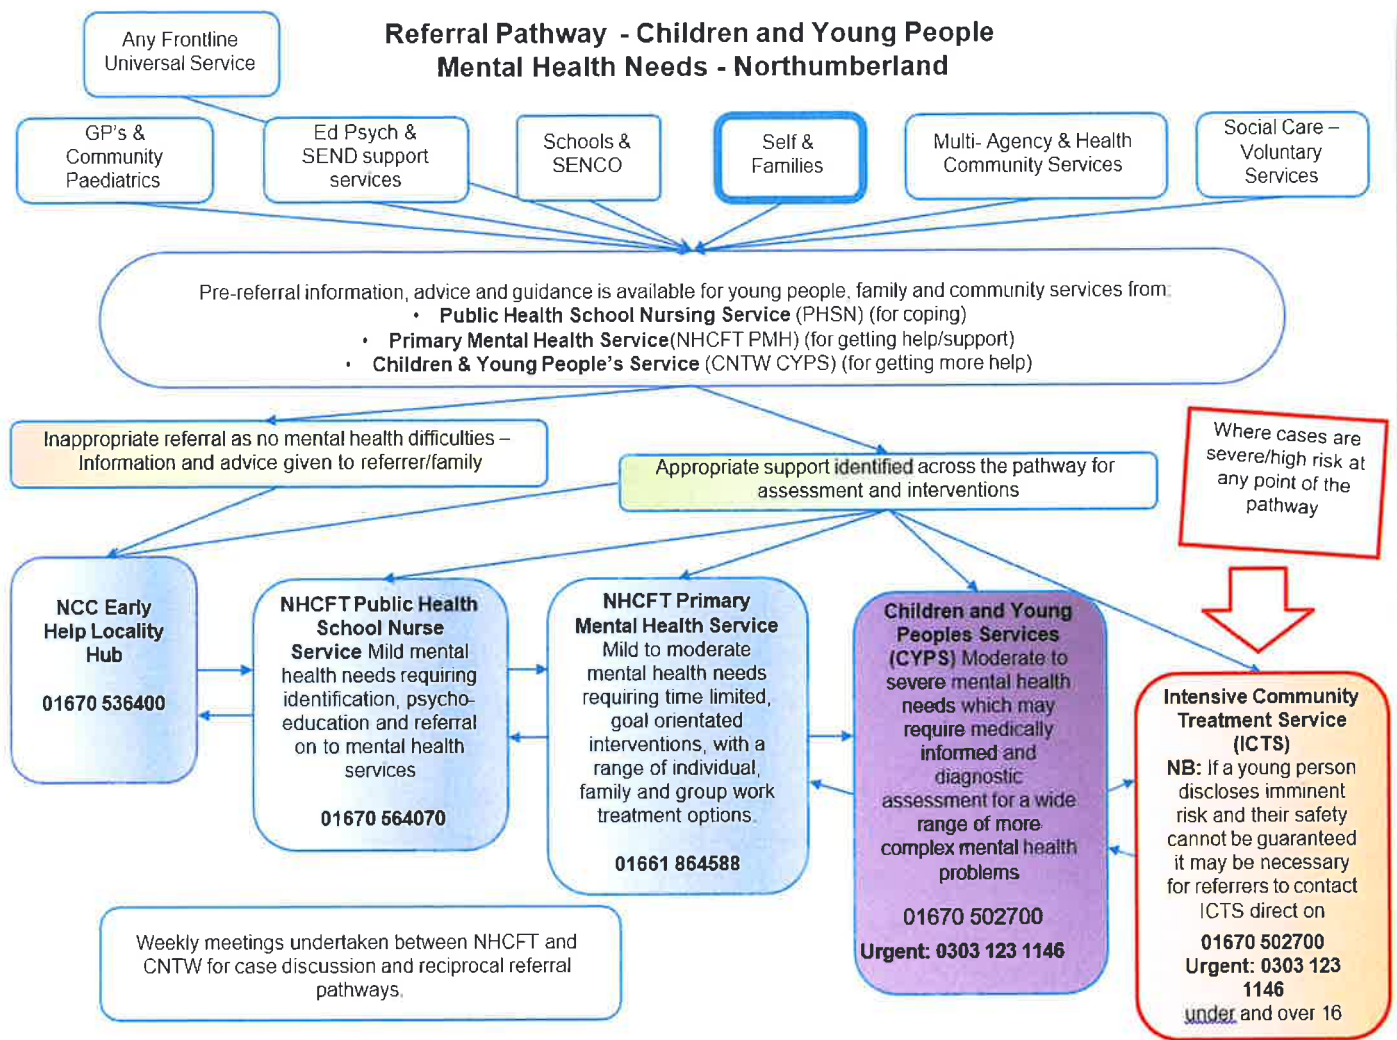 Referral Pathway - Children and Young People
Mental Health Needs - Northumberland
Any Frontline
Universal Service
GP's &
Community
Paediatrics
Ed Psych &
SEND support
services
Schools &
SENCO
Self &
Families
Multi- Agency & Health
Community Services
Social Care –
Voluntary
Services
Pre-referral information, advice and guidance is available for young people, family and community services from:
• Public Health School Nursing Service (PHSN) (for coping)
• Primary Mental Health Service(NHCFT PMH) (for getting help/support)
• Children & Young People's Service (CNTW CYPS) (for getting more help)
Inappropriate referral as no mental health difficulties –
Information and advice given to referrer/family
Appropriate support identified across the pathway for
assessment and interventions
Where cases are
severe/high risk at
any point of the
pathway
NCC Early
Help Locality
Hub
01670 536400
NHCFT Public Health
School Nurse
Service Mild mental
health needs requiring
identification, psycho-
education and referral
on to mental health
services
01670 564070
NHCFT Primary
Mental Health Service
Mild to moderate
mental health needs
requiring time limited,
goal orientated
interventions, with a
range of individual,
family and group work
treatment options.
01661 864588
Children and Young
Peoples Services
(CYPS) Moderate to
severe mental health
needs which may
require medically
informed and
diagnostic
assessment for a wide
range of more
complex mental health
problems
01670 502700
Urgent: 0303 123 1146
Intensive Community
Treatment Service
(ICTS)
NB: If a young person
discloses imminent
risk and their safety
cannot be guaranteed
it may be necessary
for referrers to contact
ICTS direct on
01670 502700
Urgent: 0303 123
1146
under and over 16
Weekly meetings undertaken between NHCFT and
CNTW for case discussion and reciprocal referral
pathways.